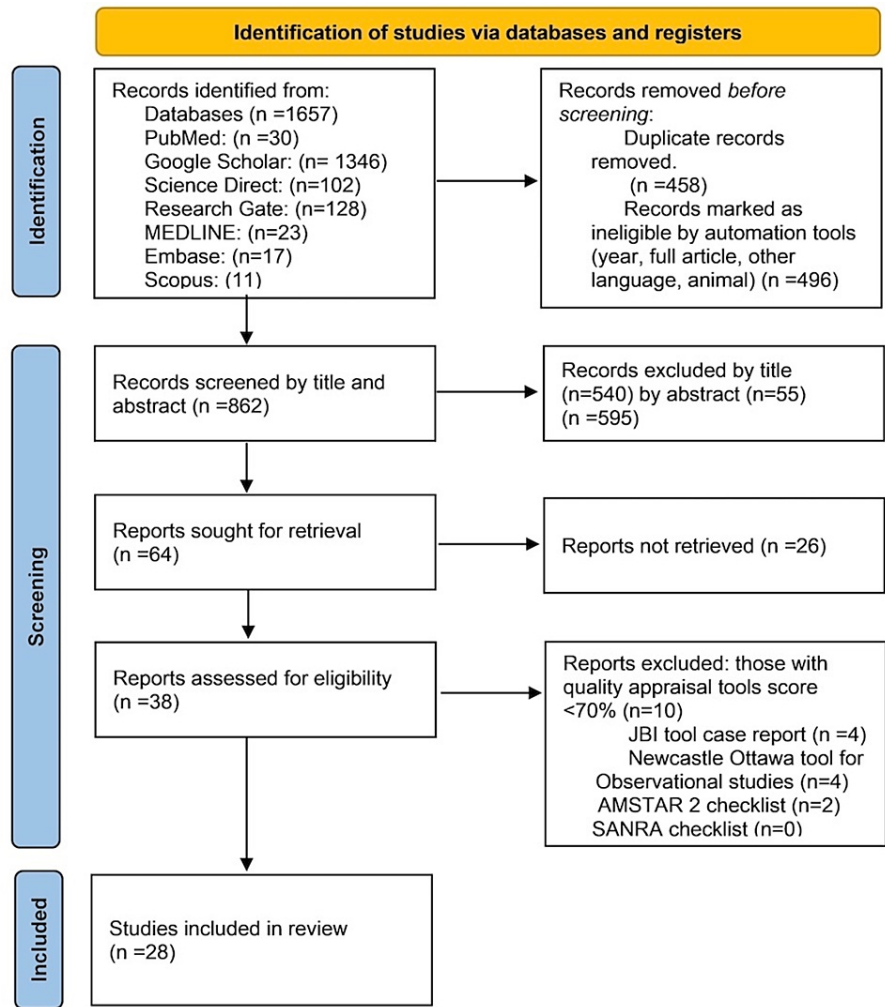 Identification of studies via databases and registers
Identification
Records identified from:
Databases (n =1657)
PubMed: (n =30)
Google Scholar: (n= 1346)
Science Direct: (n=102)
Research Gate: (n=128)
MEDLINE: (n=23)
Embase: (n=17)
Scopus: (11)
Records removed before
screening:
Duplicate records
removed.
(n =458)
Records marked as
ineligible by automation tools
(year, full article, other
language, animal) (n =496)
Screening
Records screened by title and
abstract (n =862)
Records excluded by title
(n=540) by abstract (n=55)
(n =595)
Reports sought for retrieval
(n =64)
Reports not retrieved (n =26)
Reports assessed for eligibility
(n =38)
Reports excluded: those with
quality appraisal tools score
<70% (n=10)
JBI tool case report (n =4)
Newcastle Ottawa tool for
Observational studies (n=4)
AMSTAR 2 checklist (n=2)
SANRA checklist (n=0)
Included
Studies included in review
(n =28)